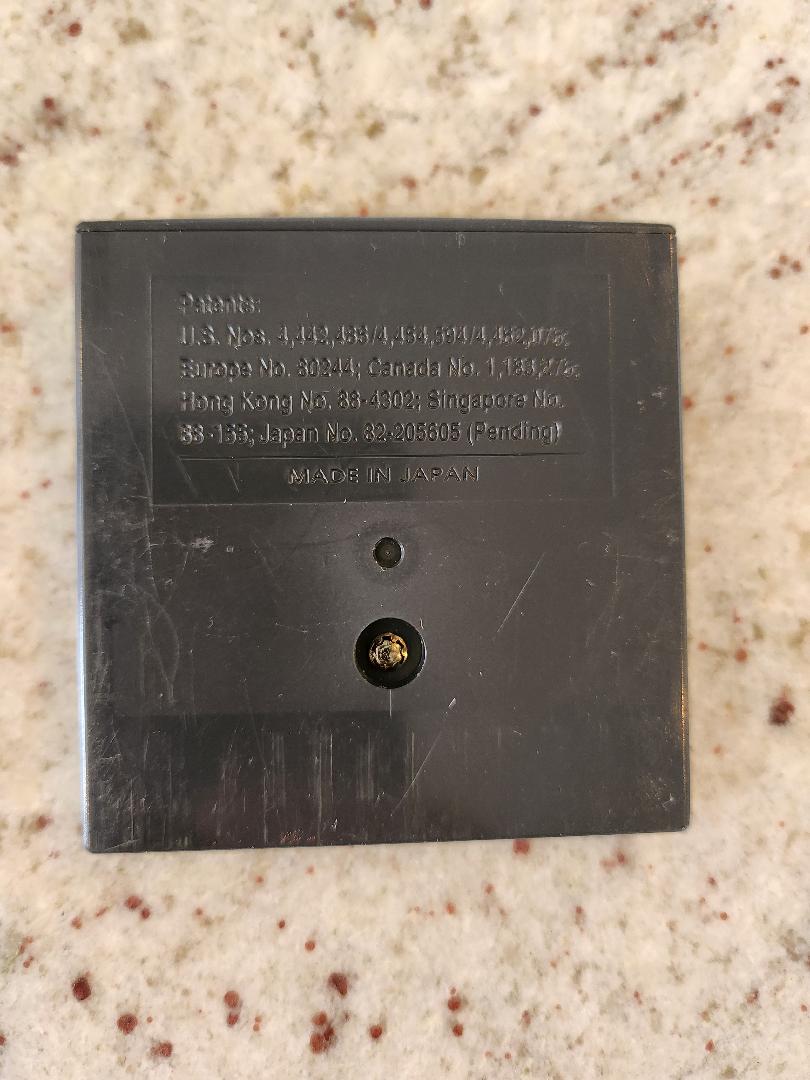 Patents:
U.S. Nos. 4,442,486/4,454,594/4,462,076;
Europe No. 80244; Canada No. 1,183,276;
Hong Kong No. 88-4302; Singapore No.
88-155; Japan No. 82-205605 (Pending)
MADE IN JAPAN